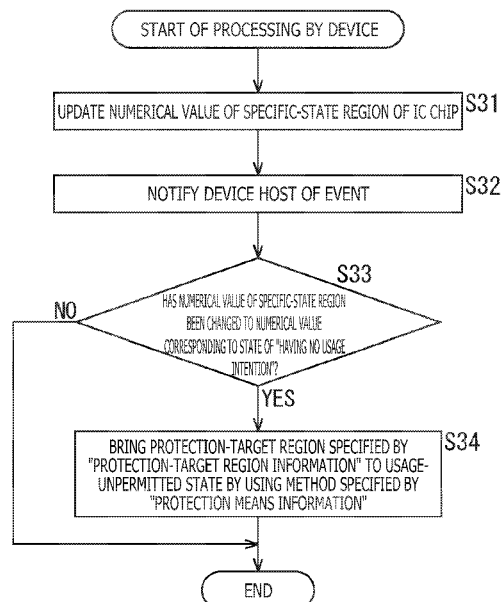 START OF PROCESSING BY DEVICE
S31
UPDATE NUMERICAL VALUE OF SPECIFIC-STATE REGION OF IC CHIP
S32
NOTIFY DEVICE HOST OF EVENT
S33
NO
HAS NUMERICAL VALUE OF SPECIFIC-STATE REGION
BEEN CHANGED TO NUMERICAL VALUE
CORRESPONDING TO STATE OF "HAVING NO USAGE
INTENTION"?
YES
S34
BRING PROTECTION-TARGET REGION SPECIFIED BY
"PROTECTION-TARGET REGION INFORMATION" TO USAGE-
UNPERMITTED STATE BY USING METHOD SPECIFIED BY
"PROTECTION MEANS INFORMATION"
END